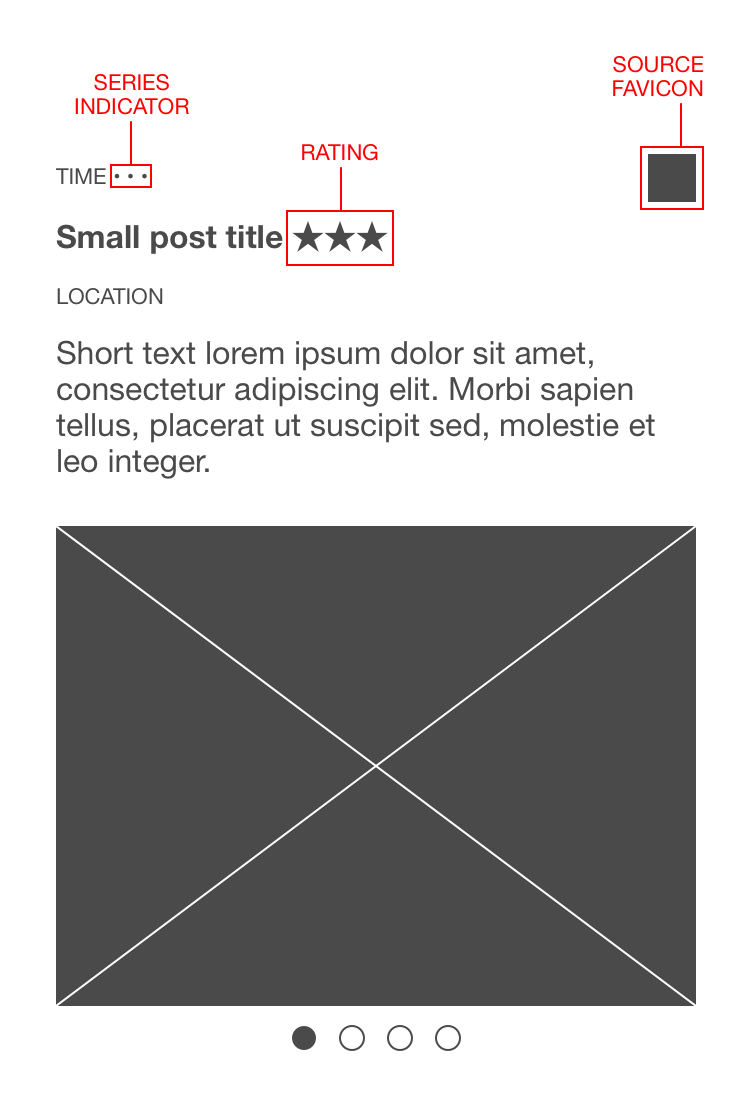 SOURCE
FAVICON
SERIES
INDICATOR
RATING
TIME
Small post title ★★★
LOCATION
Short text lorem ipsum dolor sit amet,
consectetur adipiscing elit. Morbi sapien
tellus, placerat ut suscipit sed, molestie et
leo integer.